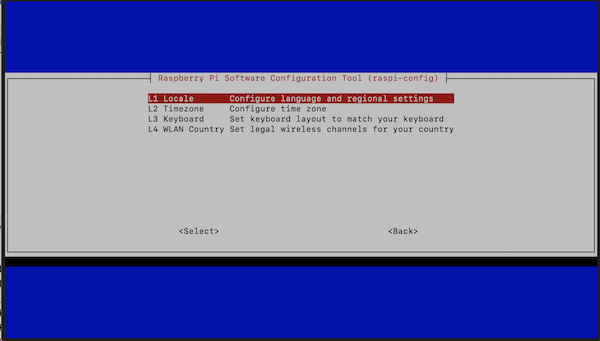 Raspberry Pi Software Configuration Tool (raspi-config)
L1 Locale Configure language and regional settings
L2 Timezone Configure time zone
L3 Keyboard Set keyboard layout to match your keyboard
L4 WLAN Country Set legal wireless channels for your country
<Select> <Back>